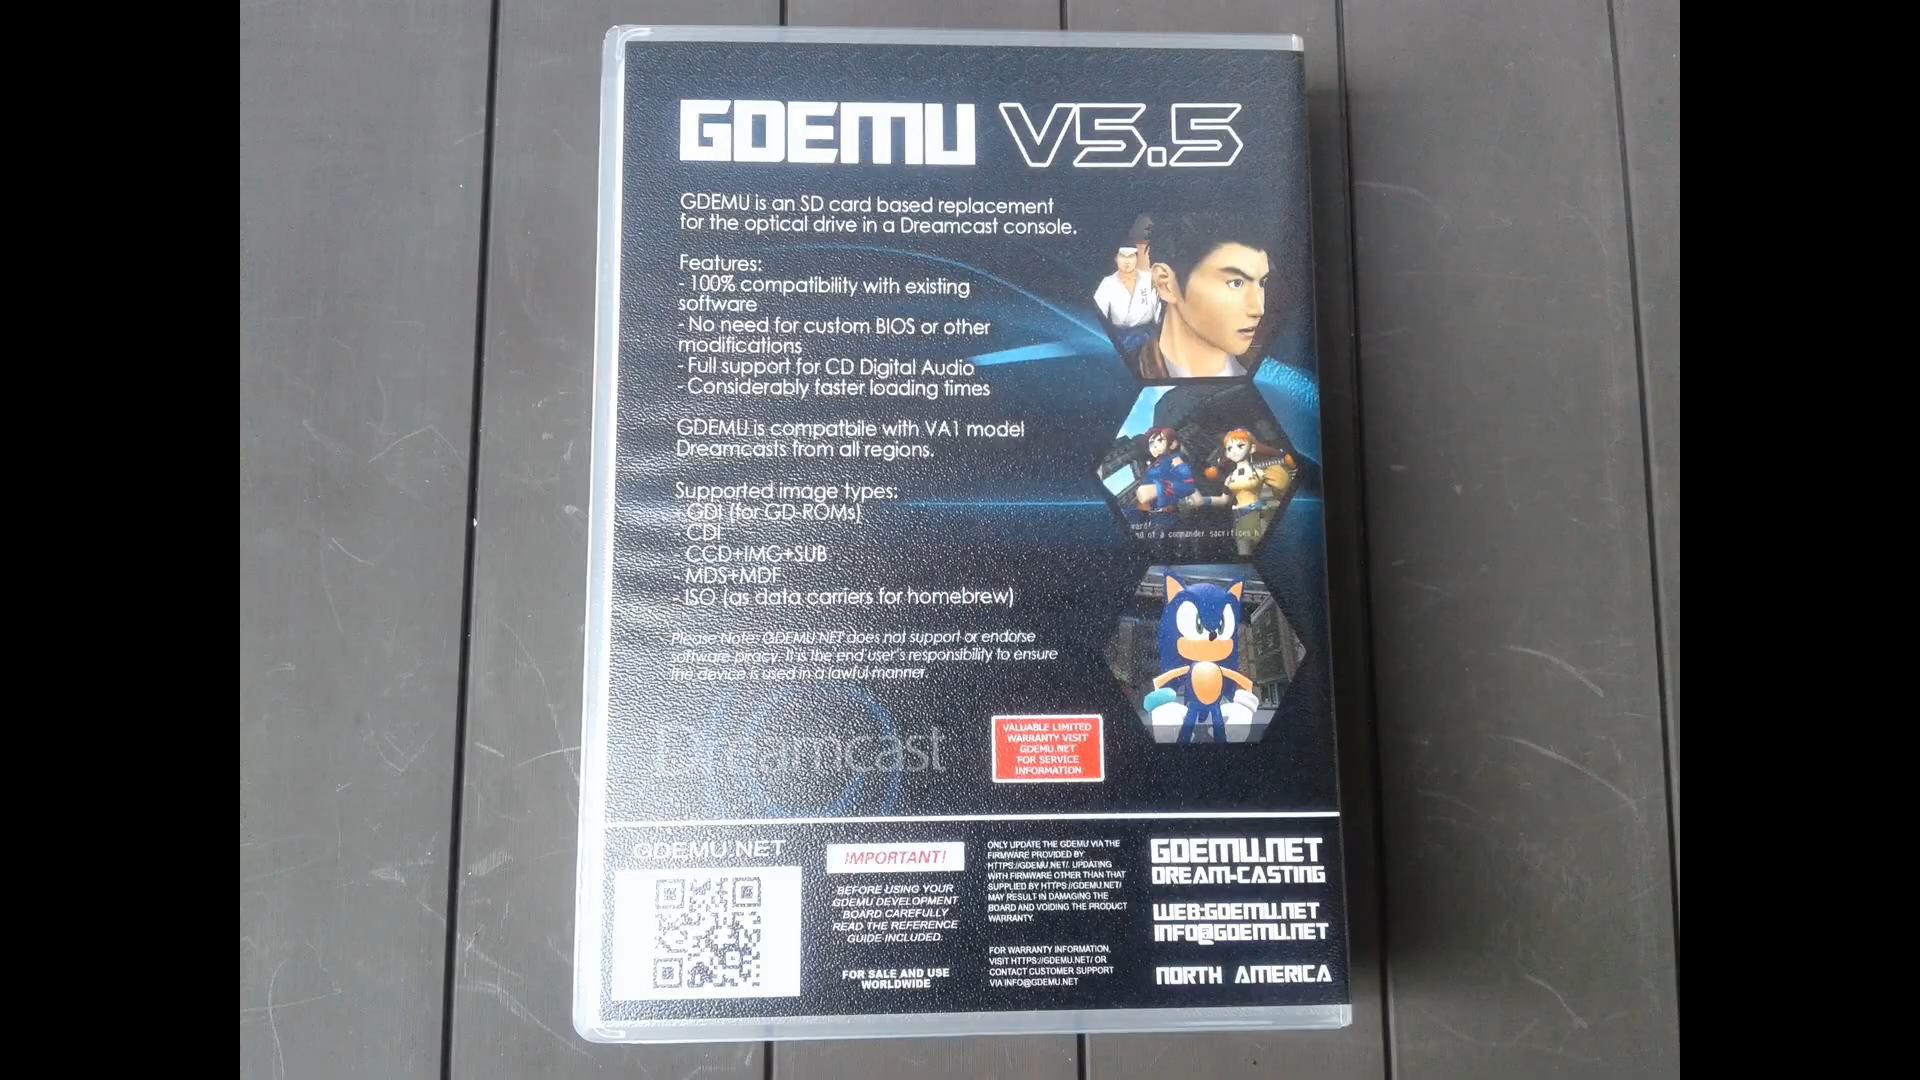 GDEMU V5.5
GDEMU is an SD card based replacement
for the optical drive in a Dreamcast console.
Features:
- 100% compatibility with existing
software
- No need for custom BIOS or other
modifications
- Full support for CD Digital Audio
- Considerably faster loading times
GDEMU is compatbile with VA1 model
Dreamcasts from all regions.
Supported image types:
- GDI (for GD-ROMs)
- CDI
- CCD+IMG+SUB
- MDS+MDF
- ISO (as data carriers for homebrew)
Please Note: GDEMU.NET does not support or endorse
software piracy. It is the end user's responsibility to ensure
the device is used in a lawful manner.
ward!
of a commander sacrifices h
Dreamcast
VALUABLE LIMITED
WARRANTY VISIT
GDEMU.NET
FOR SERVICE
INFORMATION
GDEMU.NET
IMPORTANT!
BEFORE USING YOUR
GDEMU DEVELOPMENT
BOARD CAREFULLY
READ THE REFERENCE
GUIDE INCLUDED.
FOR SALE AND USE
WORLDWIDE
ONLY UPDATE THE GDEMU VIA THE
FIRMWARE PROVIDED BY
HTTPS://GDEMU.NET/. UPDATING
WITH FIRMWARE OTHER THAN THAT
SUPPLIED BY HTTPS://GDEMU.NET/
MAY RESULT IN DAMAGING THE
BOARD AND VOIDING THE PRODUCT
WARRANTY.
FOR WARRANTY INFORMATION,
VISIT HTTPS://GDEMU.NET/ OR
CONTACT CUSTOMER SUPPORT
VIA INFO@GDEMU.NET
GDEMU.NET
DREAM-CASTING
WEB:GDEMU.NET
INFO@GDEMU.NET
NORTH AMERICA